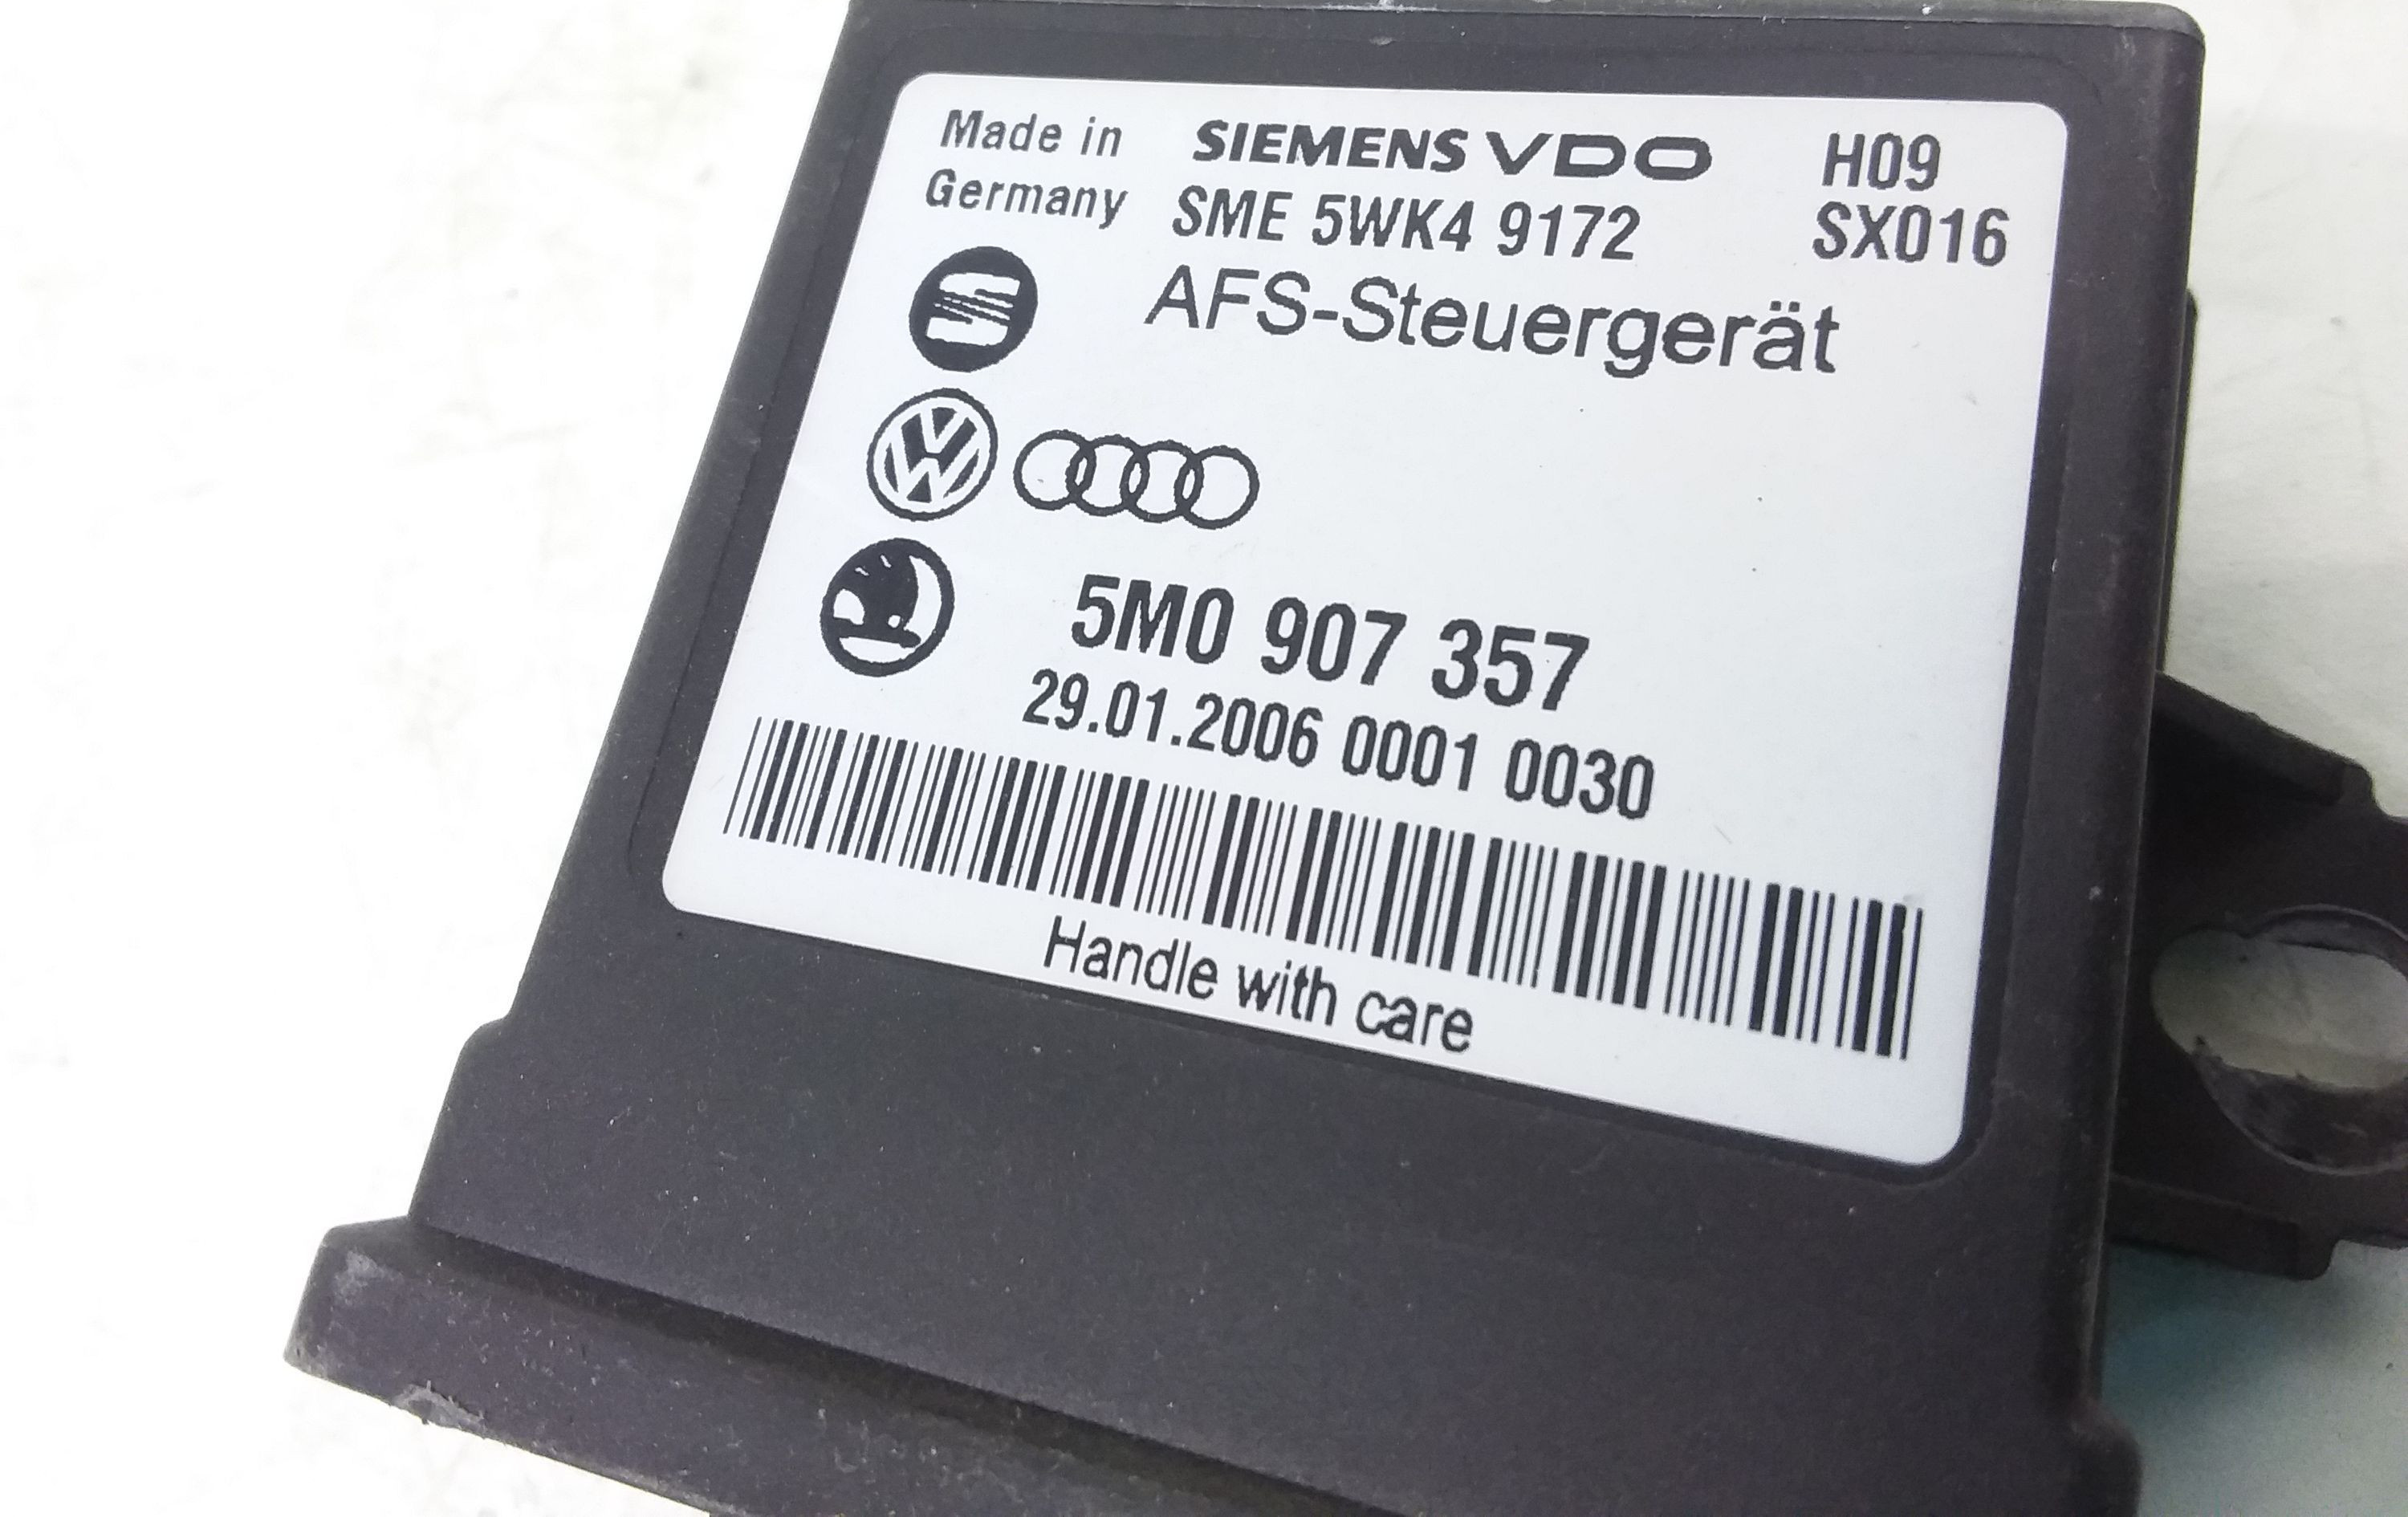 Made in SIEMENS VDO H09
Germany SME 5WK4 9172 SX016
AFS-Steuergerät
5M0 907 357
29.01.2006 0001 0030
Handle with care